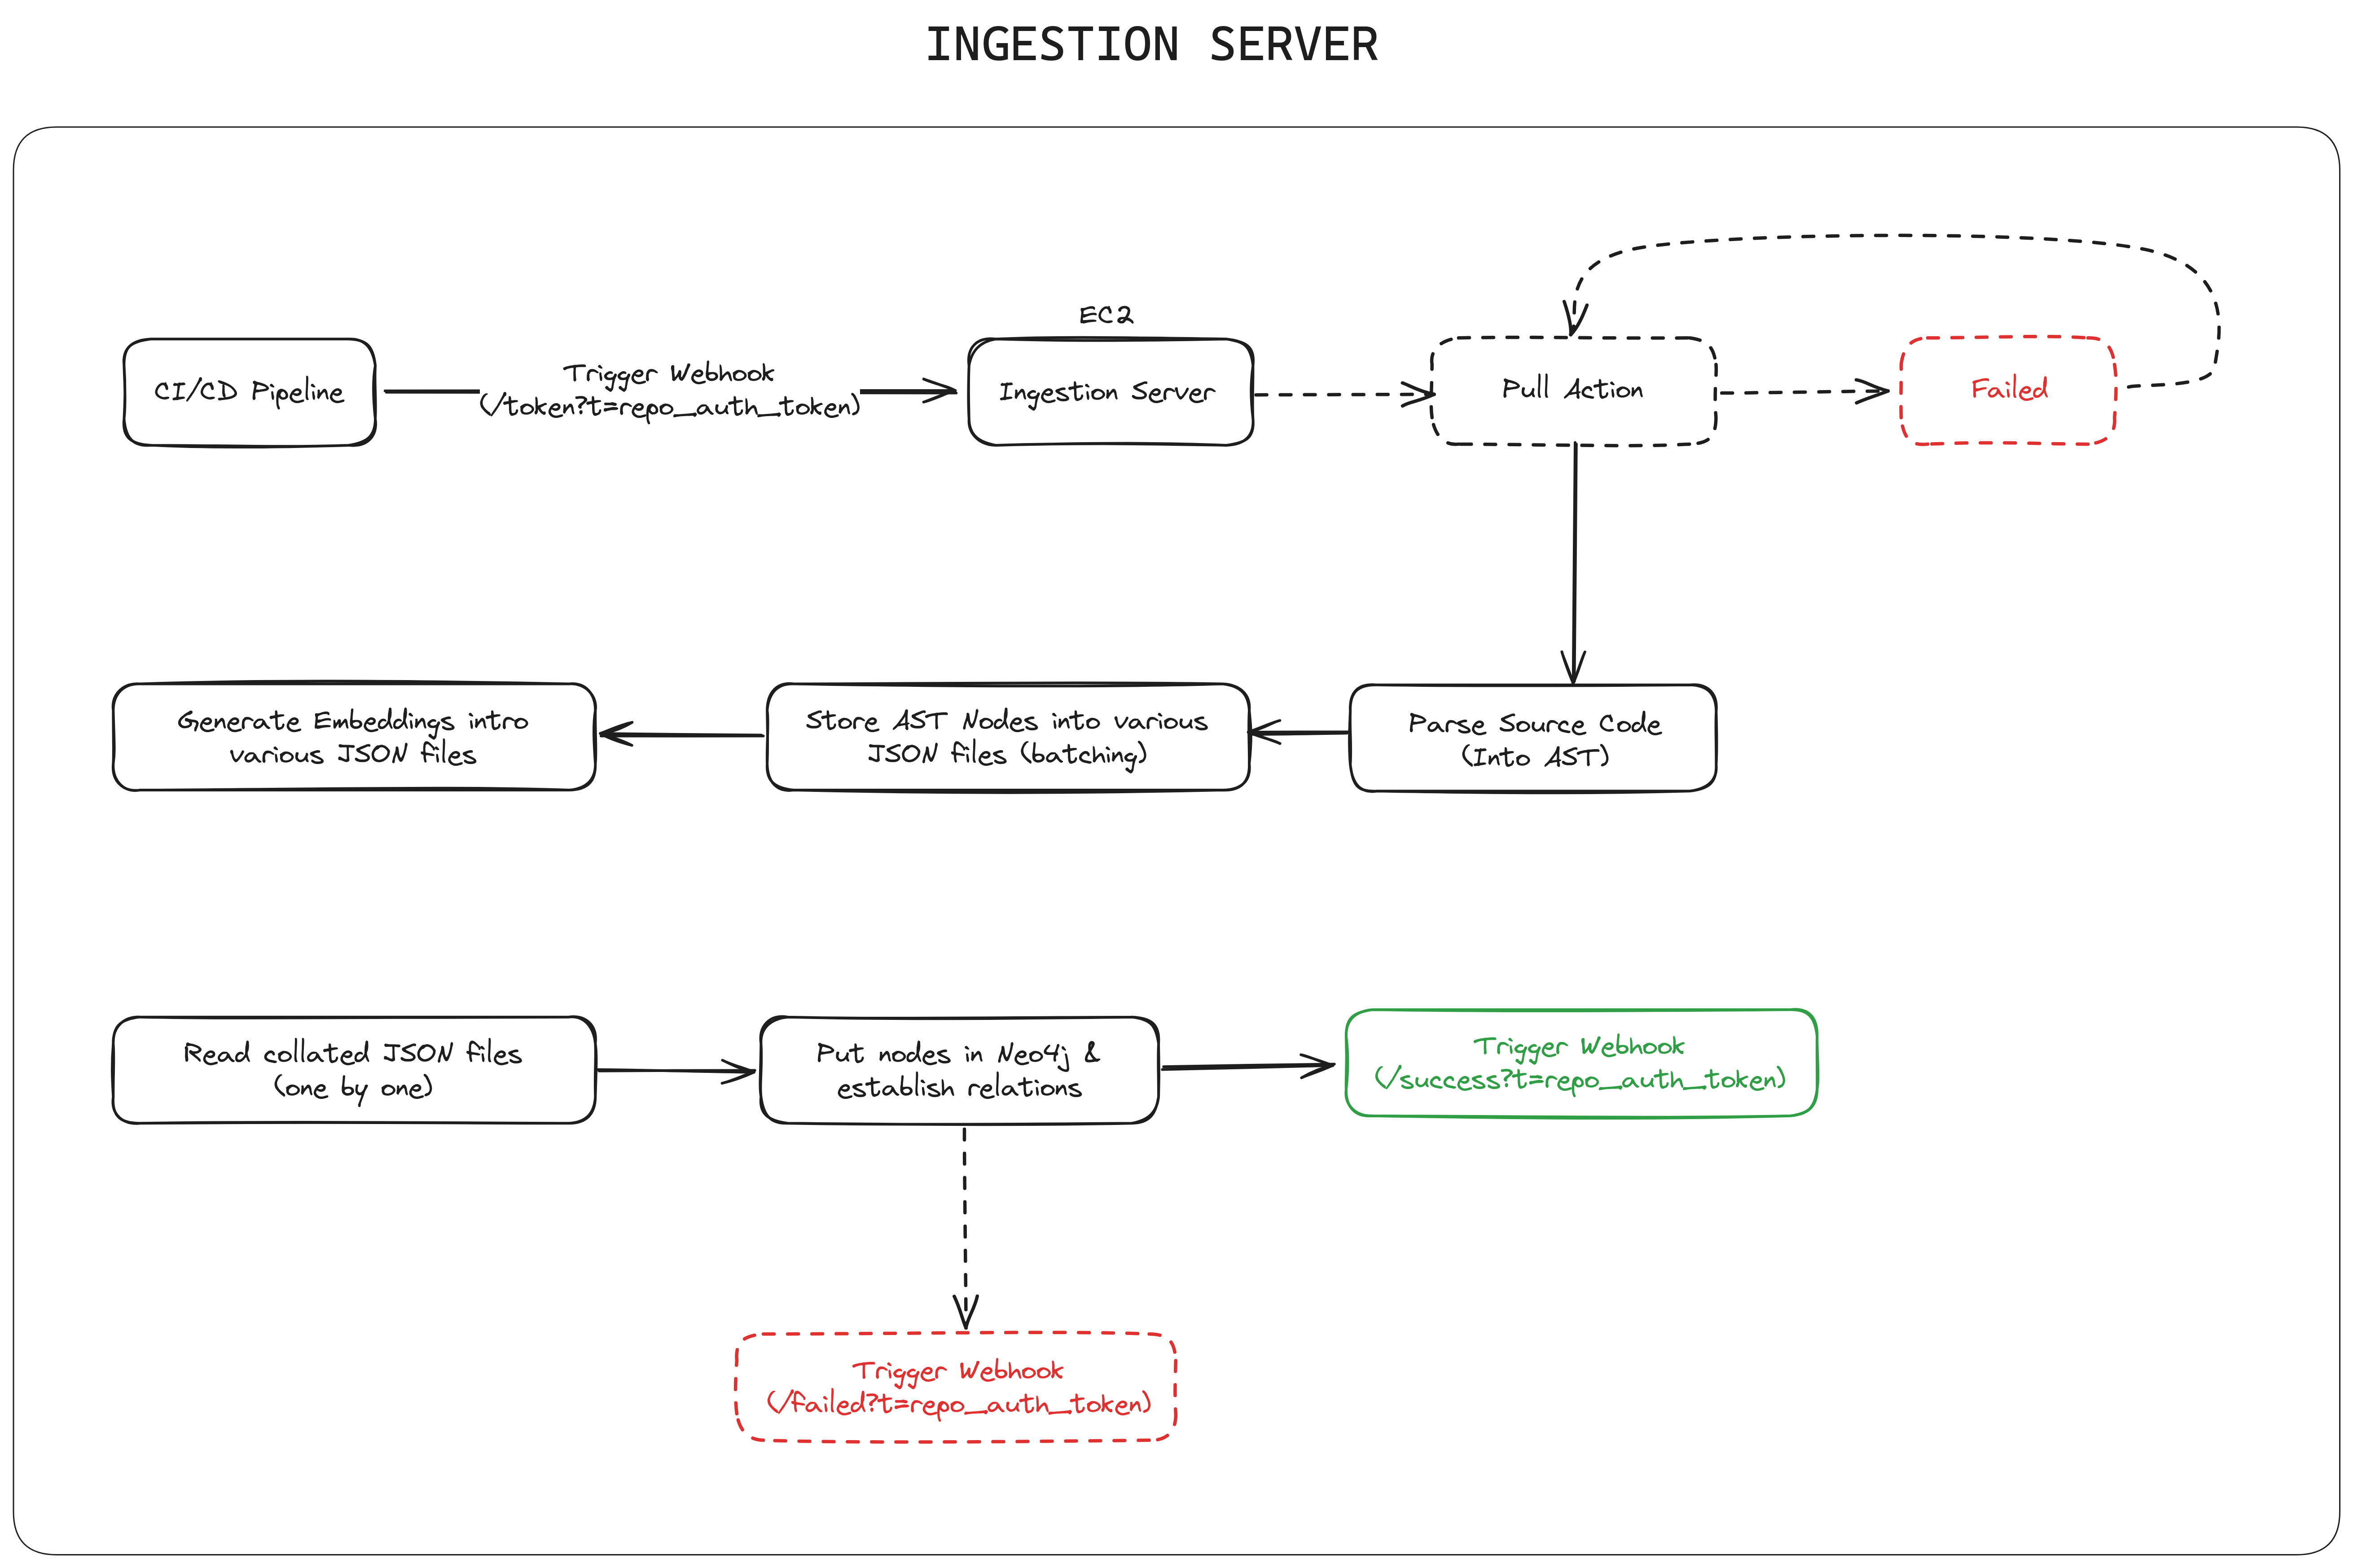 INGESTION SERVER
EC2
CI/CD Pipeline
Trigger Webhook
(/token?t=repo_auth_token)
Ingestion Server
Pull Action
Failed
Generate Embeddings intro
various JSON files
Store AST Nodes into various
JSON files (batching)
Parse Source Code
(Into AST)
Read collated JSON files
(one by one)
Put nodes in Neo4j &
establish relations
Trigger Webhook
(/success?t=repo_auth_token)
Trigger Webhook
(/failed?t=repo_auth_token)